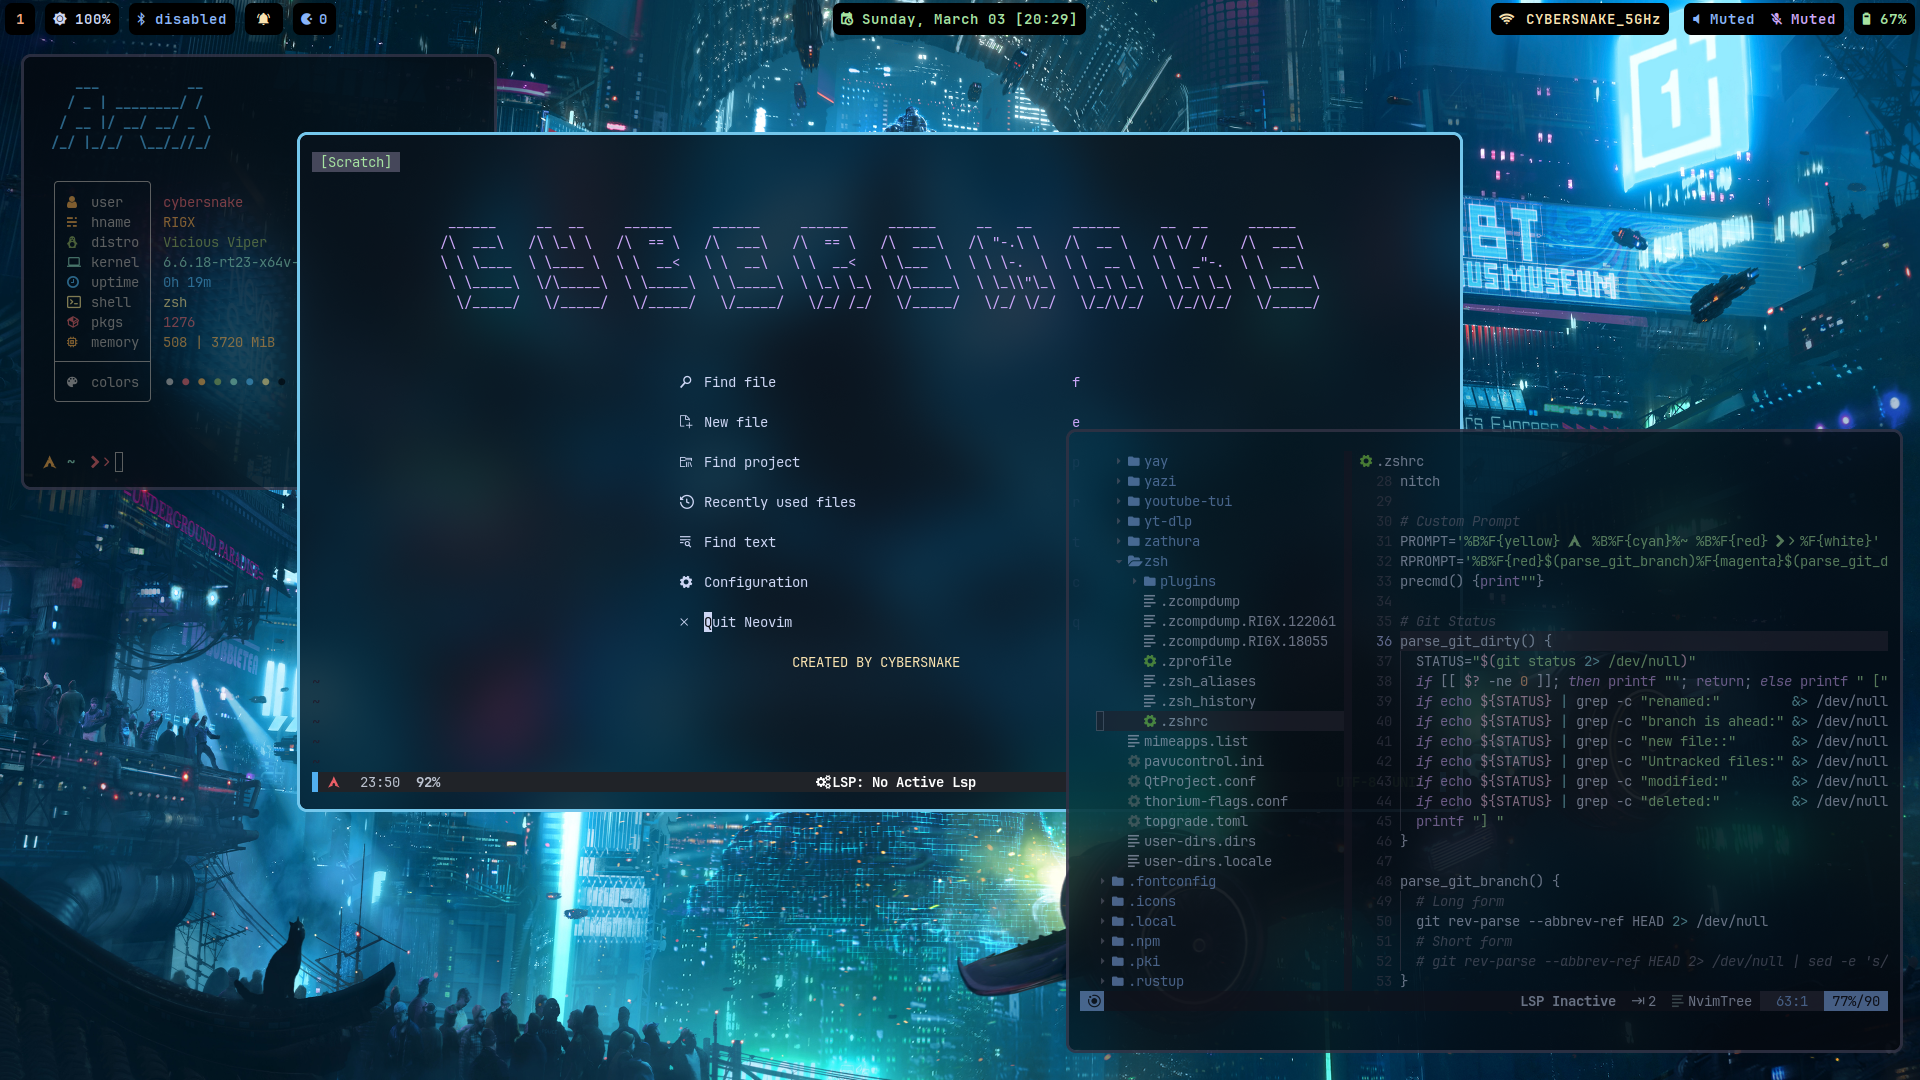 1 100% disabled 0
Sunday, March 03 [20:29]
CYBERSNAKE_5GHz Muted Muted 67%
user cybersnake
hname RIGX
distro Vicious Viper
kernel 6.6.18-rt23-x64v-
uptime 0h 19m
shell zsh
pkgs 1276
memory 508 | 3720 MiB
colors
~
[Scratch]
CYBERSNAKE
Find file f
New file e
Find project
Recently used files
Find text
Configuration
Quit Neovim
CREATED BY CYBERSNAKE
~
~
~
23:50 92% LSP: No Active Lsp
yay
yazi
youtube-tui
yt-dlp
zathura
zsh
plugins
.zcompdump
.zcompdump.RIGX.122061
.zcompdump.RIGX.18055
.zprofile
.zsh_aliases
.zsh_history
.zshrc
mimeapps.list
pavucontrol.ini
QtProject.conf
thorium-flags.conf
topgrade.toml
user-dirs.dirs
user-dirs.locale
.fontconfig
.icons
.local
.npm
.pki
.rustup
.zshrc
28 nitch
29
30 # Custom Prompt
31 PROMPT='%B%F{yellow} %B%F{cyan}%~ %B%F{red} %F{white}'
32 RPROMPT='%B%F{red}$(parse_git_branch)%F{magenta}$(parse_git_d
33 precmd() {print""}
34
35 # Git Status
36 parse_git_dirty() {
37 STATUS="$(git status 2> /dev/null)"
38 if [[ $? -ne 0 ]]; then printf ""; return; else printf " ["
39 if echo ${STATUS} | grep -c "renamed:" &> /dev/null
40 if echo ${STATUS} | grep -c "branch is ahead:" &> /dev/null
41 if echo ${STATUS} | grep -c "new file::" &> /dev/null
42 if echo ${STATUS} | grep -c "Untracked files:" &> /dev/null
43 if echo ${STATUS} | grep -c "modified:" &> /dev/null
44 if echo ${STATUS} | grep -c "deleted:" &> /dev/null
45 printf "] "
46 }
47
48 parse_git_branch() {
49 # Long form
50 git rev-parse --abbrev-ref HEAD 2> /dev/null
51 # Short form
52 # git rev-parse --abbrev-ref HEAD 2> /dev/null | sed -e 's/
53 }
LSP Inactive 2 NvimTree 63:1 77%/90
1
MUSEUM
UNDERGROUND PARADISE